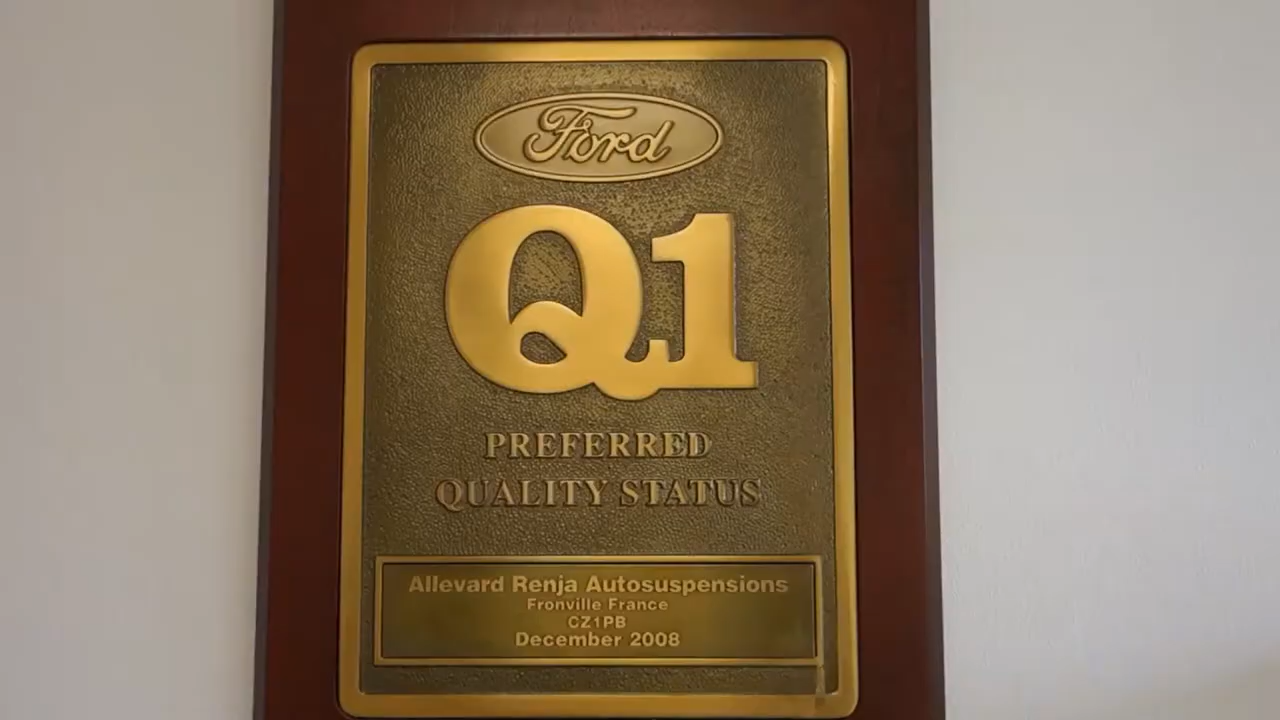 Ford
Q1
PREFERRED
QUALITY STATUS
Allevard Renja Autosuspensions
Fronville France
CZ1PB
December 2008